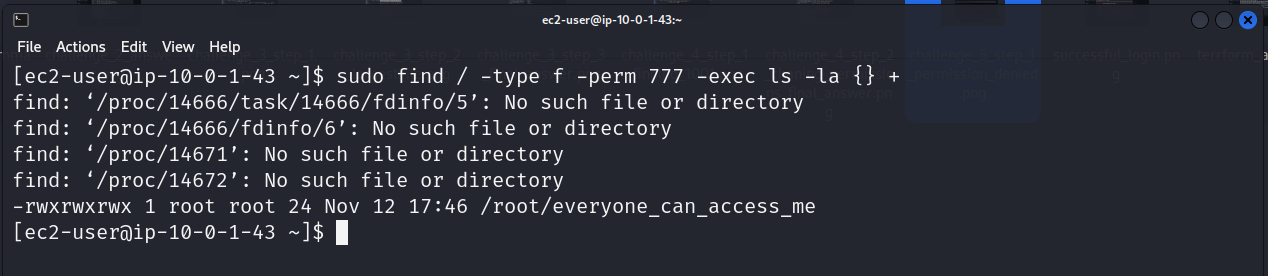 ec2-user@ip-10-0-1-43:~
File Actions Edit View Help
[ec2-user@ip-10-0-1-43 ~]$ sudo find / -type f -perm 777 -exec ls -la {} +
find: ‘/proc/14666/task/14666/fdinfo/5’: No such file or directory
find: ‘/proc/14666/fdinfo/6’: No such file or directory
find: ‘/proc/14671’: No such file or directory
find: ‘/proc/14672’: No such file or directory
-rwxrwxrwx 1 root root 24 Nov 12 17:46 /root/everyone_can_access_me
[ec2-user@ip-10-0-1-43 ~]$